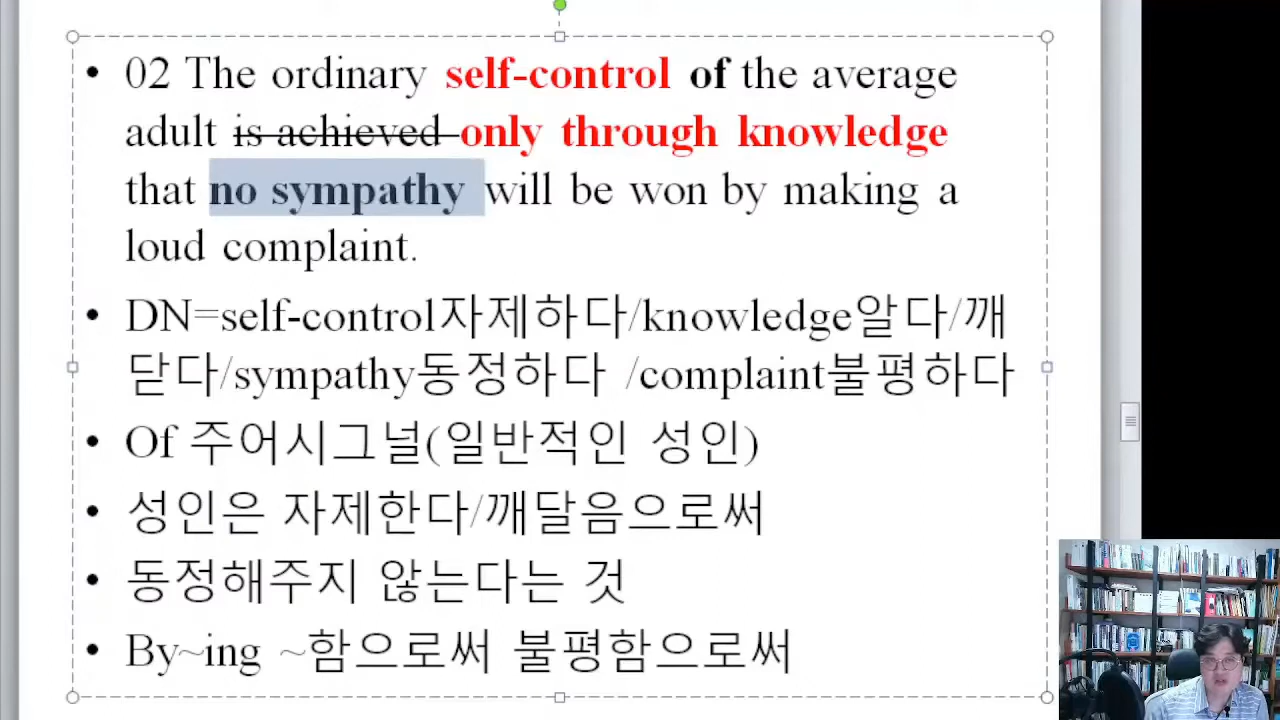 • 02 The ordinary self-control of the average
adult is achieved only through knowledge
that no sympathy will be won by making a
loud complaint.
• DN=self-control자제하다/knowledge알다/깨
닫다/sympathy동정하다 /complaint불평하다
• Of 주어시그널(일반적인 성인)
• 성인은 자제한다/깨달음으로써
• 동정해주지 않는다는 것
• By~ing ~함으로써 불평함으로써